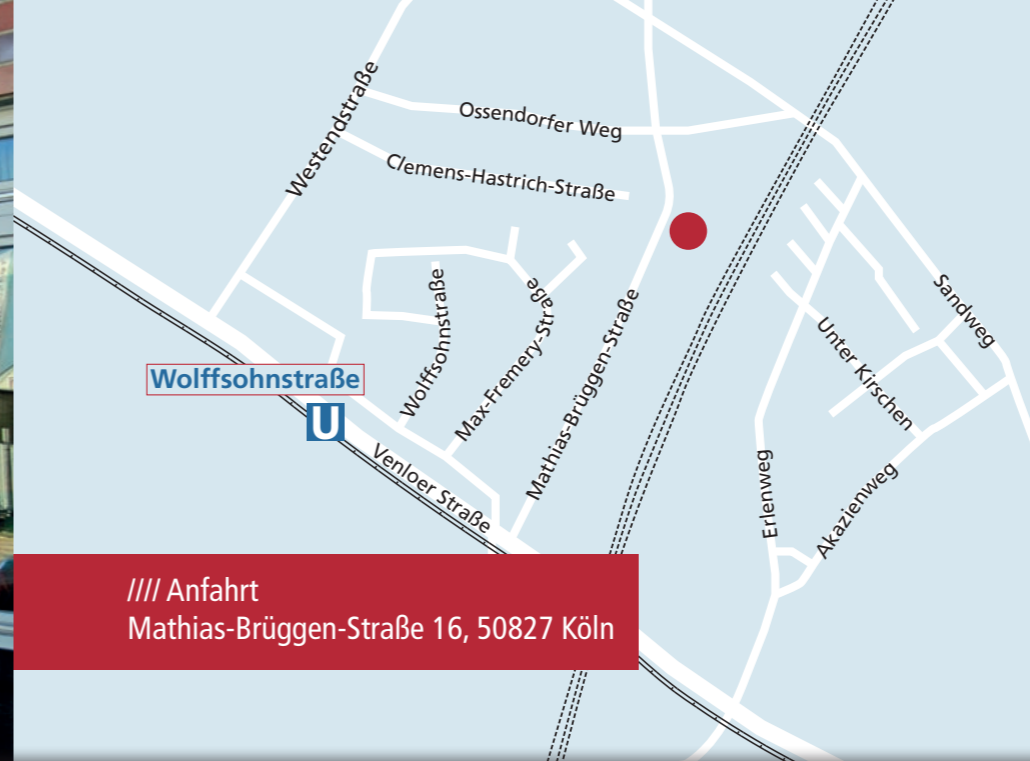 Westendstraße
Ossendorfer Weg
Clemens-Hastrich-Straße
Wolffsohnstraße
Max-Fremery-Straße
Mathias-Brüggen-Straße
Sandweg
Unter Kirschen
Wolffsohnstraße
U
Venloer Straße
Erlenweg
Akazienweg
//// Anfahrt
Mathias-Brüggen-Straße 16, 50827 Köln